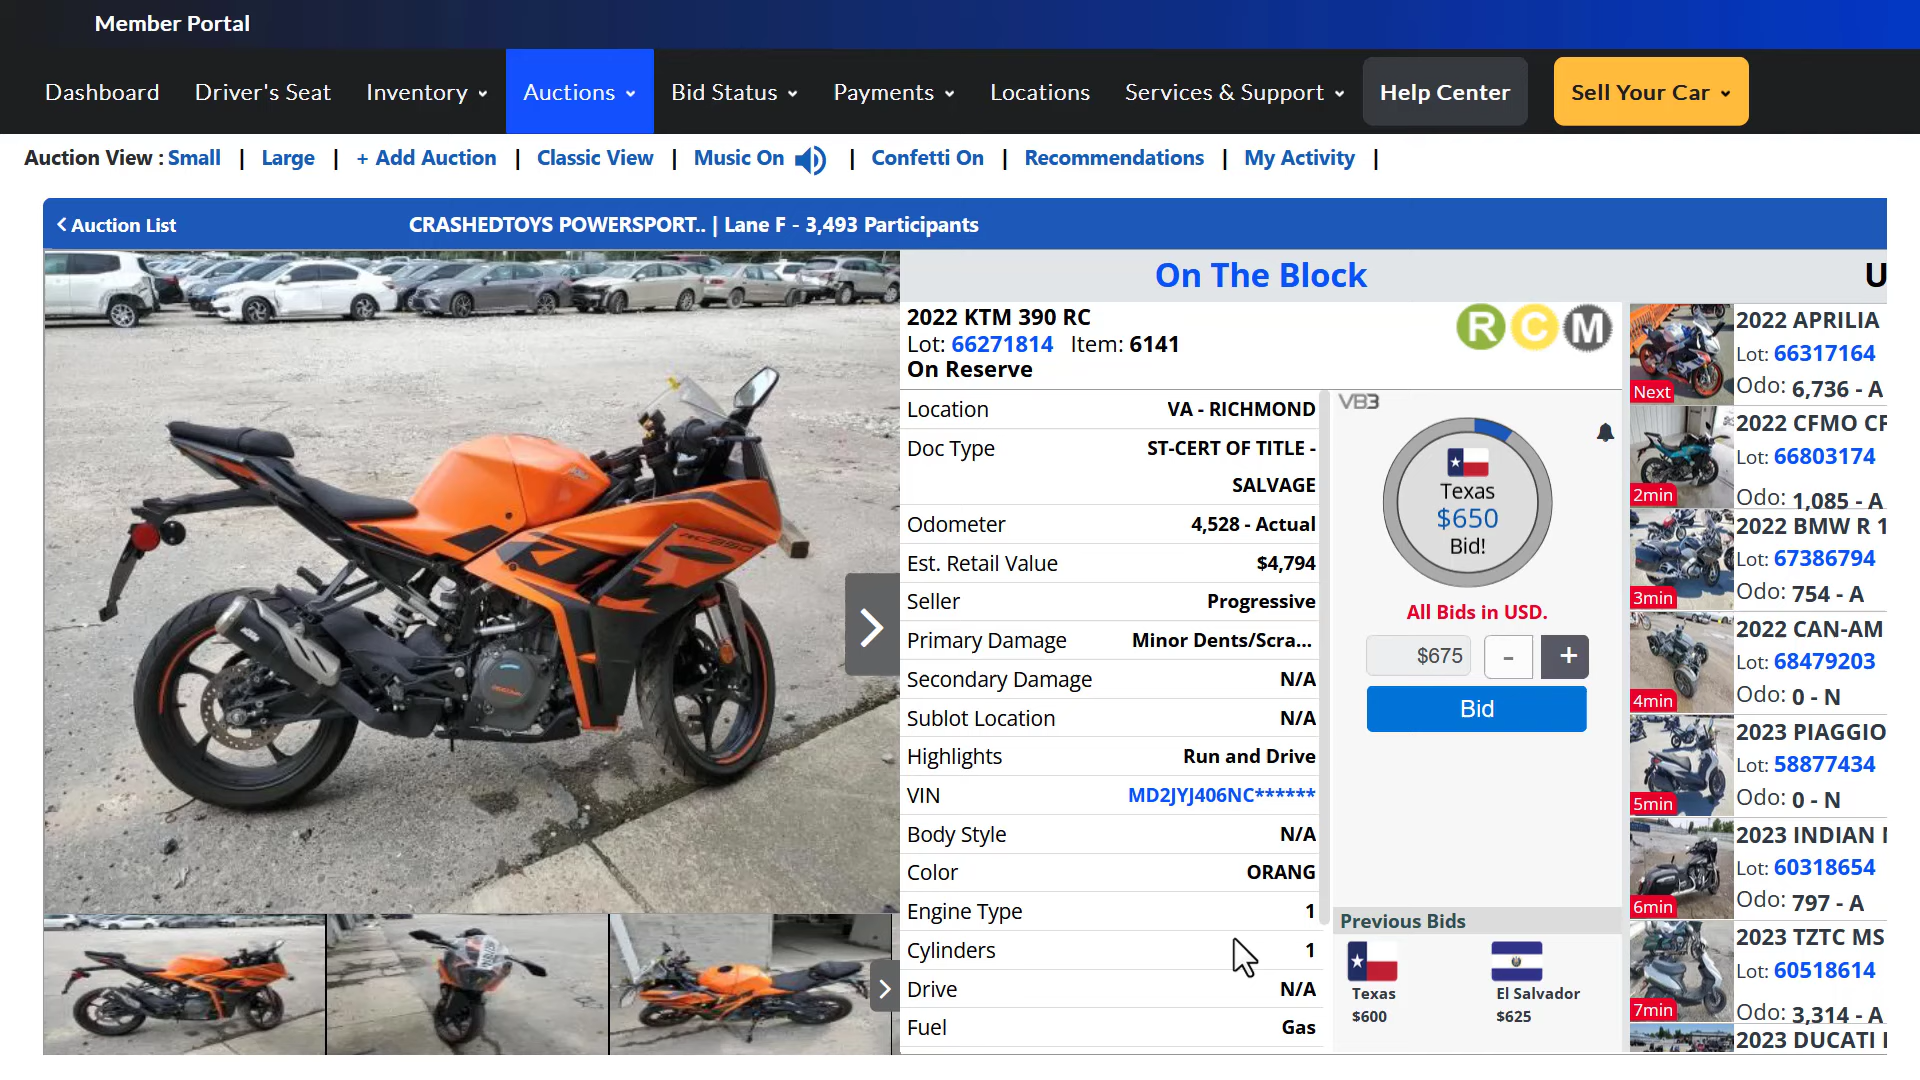 Member Portal
Dashboard Driver's Seat Inventory Auctions Bid Status Payments Locations Services & Support Help Center Sell Your Car
Auction View : Small | Large | + Add Auction | Classic View | Music On | Confetti On | Recommendations | My Activity |
Auction List CRASHEDTOYS POWERSPORT.. | Lane F - 3,493 Participants
On The Block
2022 KTM 390 RC
Lot: 66271814 Item: 6141
On Reserve
R C M
Location VA - RICHMOND
Doc Type ST-CERT OF TITLE -
SALVAGE
Odometer 4,528 - Actual
Est. Retail Value $4,794
Seller Progressive
Primary Damage Minor Dents/Scra...
Secondary Damage N/A
Sublot Location N/A
Highlights Run and Drive
VIN MD2JYJ406NC******
Body Style N/A
Color ORANG
Engine Type 1
Cylinders 1
Drive N/A
Fuel Gas
VB3
Texas
$650
Bid!
All Bids in USD.
$675 - +
Bid
Previous Bids
Texas
$600
El Salvador
$625
U
2022 APRILIA
Lot: 66317164
Odo: 6,736 - A
Next
2022 CFMO CF
Lot: 66803174
Odo: 1,085 - A
2min
2022 BMW R 1
Lot: 67386794
Odo: 754 - A
3min
2022 CAN-AM
Lot: 68479203
Odo: 0 - N
4min
2023 PIAGGIO
Lot: 58877434
Odo: 0 - N
5min
2023 INDIAN
Lot: 60318654
Odo: 797 - A
6min
2023 TZTC MS
Lot: 60518614
Odo: 3,314 - A
7min
2023 DUCATI
KTM